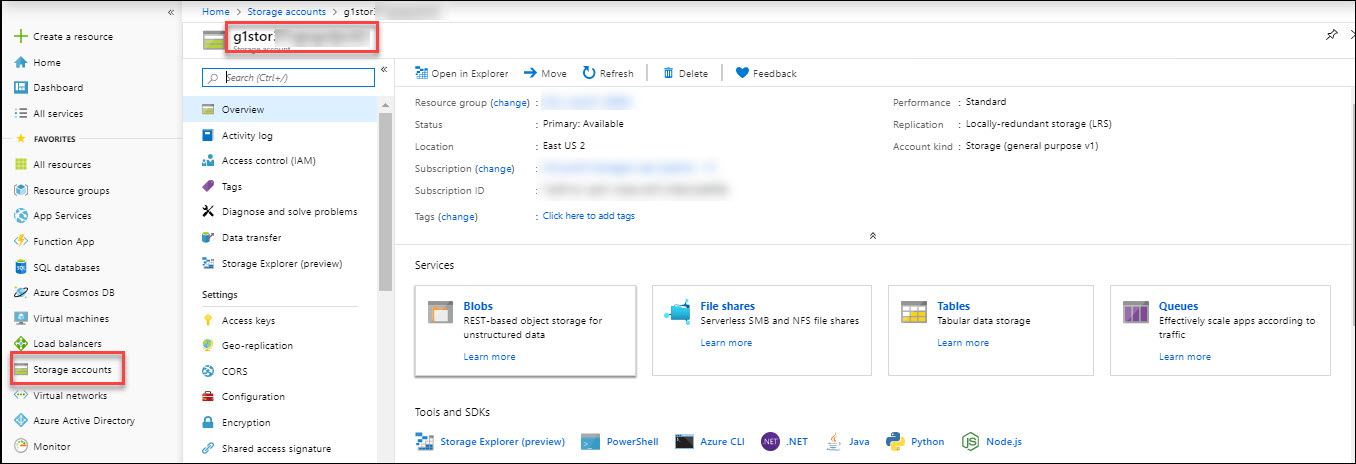 Home > Storage accounts > g1stor
Create a resource
Home
Dashboard
All services
FAVORITES
All resources
Resource groups
App Services
Function App
SQL databases
Azure Cosmos DB
Virtual machines
Load balancers
Storage accounts
Virtual networks
Azure Active Directory
Monitor
g1stor
Storage account
Search (Ctrl+/)
Overview
Activity log
Access control (IAM)
Tags
Diagnose and solve problems
Data transfer
Storage Explorer (preview)
Settings
Access keys
Geo-replication
CORS
Configuration
Encryption
Shared access signature
Open in Explorer Move Refresh Delete Feedback
Resource group (change) :
Status : Primary: Available
Location : East US 2
Subscription (change) :
Subscription ID :
Tags (change) : Click here to add tags
Performance : Standard
Replication : Locally-redundant storage (LRS)
Account kind : Storage (general purpose v1)
Services
Blobs
REST-based object storage for
unstructured data
Learn more
File shares
Serverless SMB and NFS file shares
Learn more
Tables
Tabular data storage
Learn more
Queues
Effectively scale apps according to
traffic
Learn more
Tools and SDKs
Storage Explorer (preview) PowerShell Azure CLI .NET Java Python Node.js